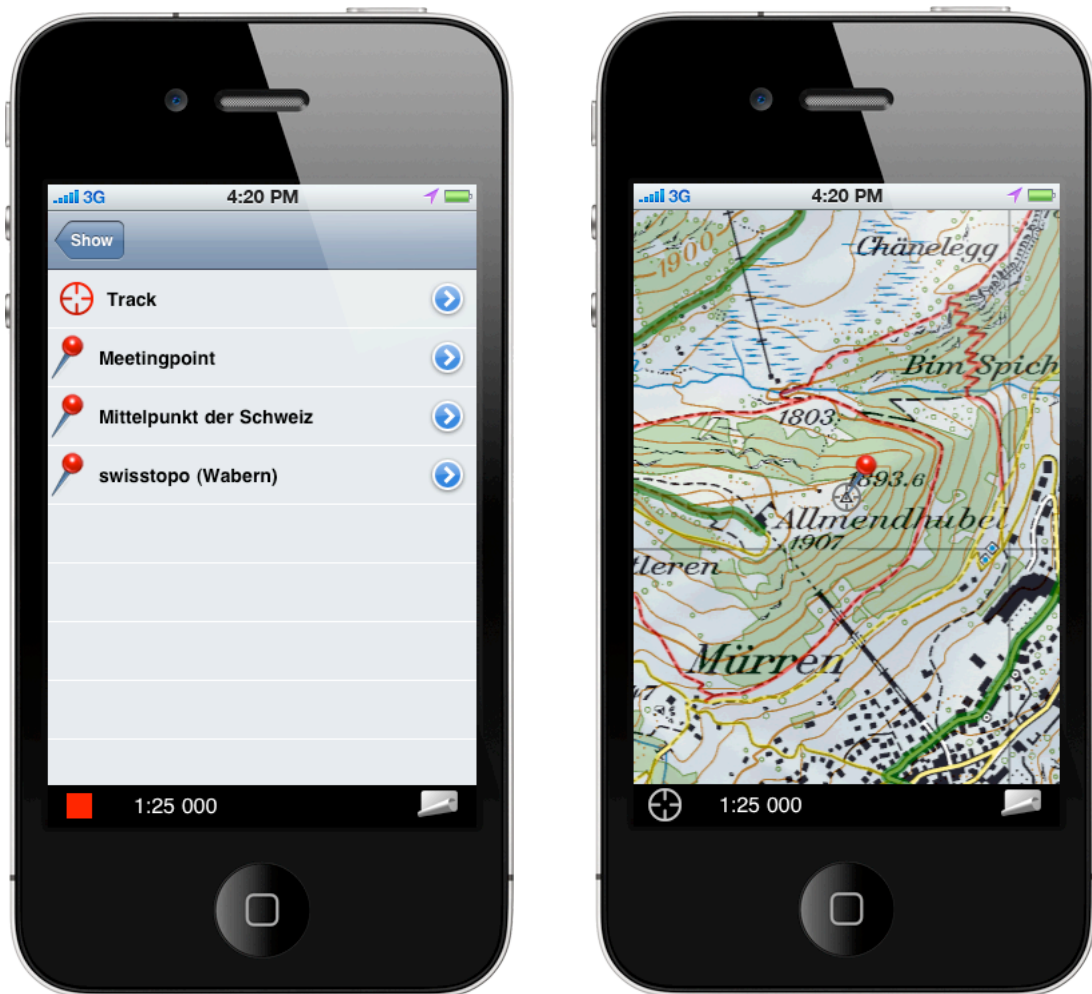 3G 4:20 PM
Show
Track
Meetingpoint
Mittelpunkt der Schweiz
swisstopo (Wabern)
1:25 000
3G 4:20 PM
Chänelegg
1900
Bim Spich
1803
1893.6
Allmendhubel
1907
tleren
Mürren
1:25 000